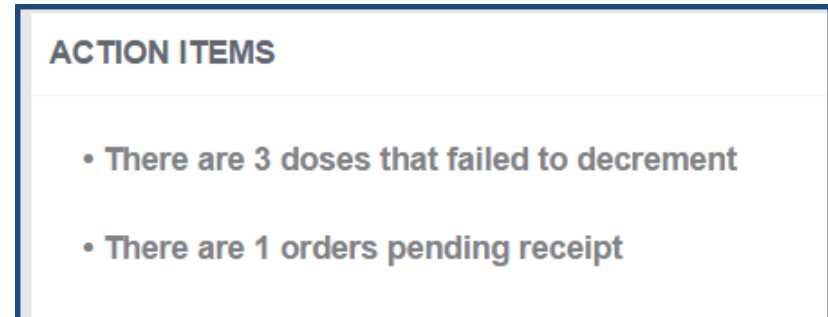 ACTION ITEMS
• There are 3 doses that failed to decrement
• There are 1 orders pending receipt